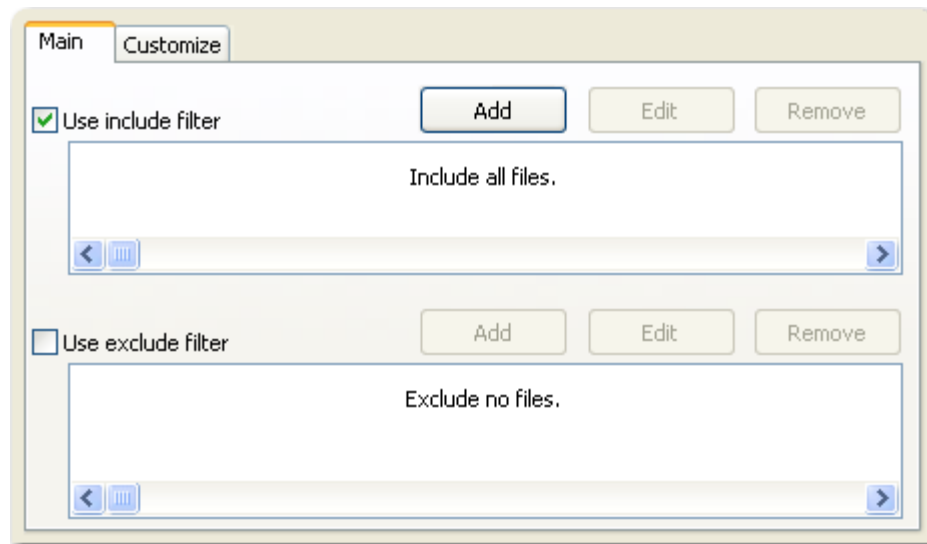 Main Customize
Use include filter Add Edit Remove
Include all files.
Use exclude filter Add Edit Remove
Exclude no files.